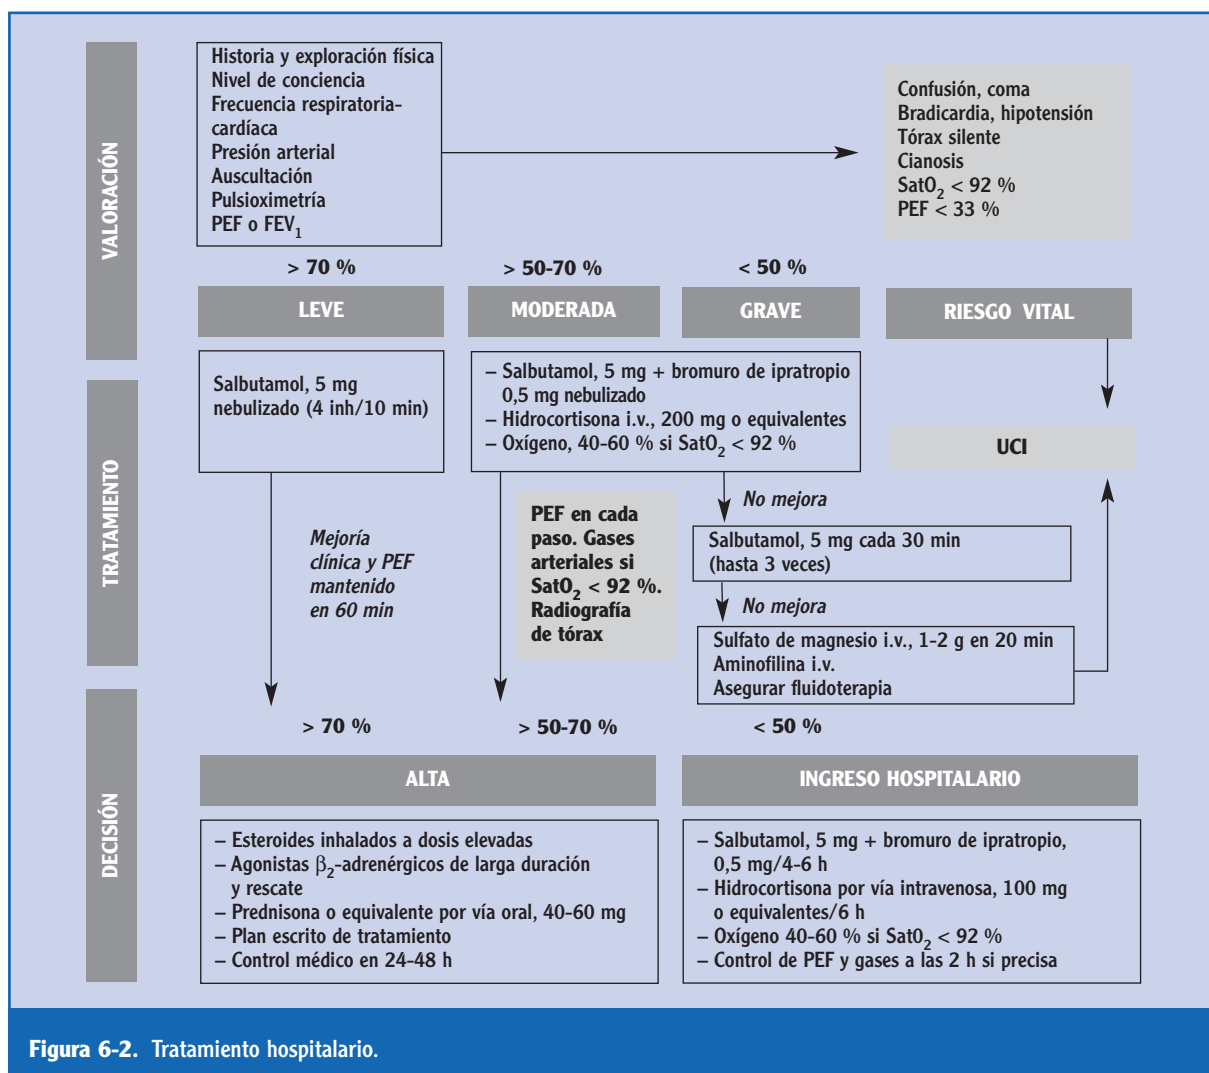 VALORACIÓN
Historia y exploración física
Nivel de conciencia
Frecuencia respiratoria-
cardíaca
Presión arterial
Auscultación
Pulsioximetría
PEF o FEV₁
Confusión, coma
Bradicardia, hipotensión
Tórax silente
Cianosis
SatO₂ < 92 %
PEF < 33 %
> 70 %
> 50-70 %
< 50 %
LEVE
MODERADA
GRAVE
RIESGO VITAL
TRATAMIENTO
Salbutamol, 5 mg
nebulizado (4 inh/10 min)
– Salbutamol, 5 mg + bromuro de ipratropio
0,5 mg nebulizado
– Hidrocortisona i.v., 200 mg o equivalentes
– Oxígeno, 40-60 % si SatO₂ < 92 %
UCI
Mejoría
clínica y PEF
mantenido
en 60 min
PEF en cada
paso. Gases
arteriales si
SatO₂ < 92 %.
Radiografía
de tórax
No mejora
Salbutamol, 5 mg cada 30 min
(hasta 3 veces)
No mejora
Sulfato de magnesio i.v., 1-2 g en 20 min
Aminofilina i.v.
Asegurar fluidoterapia
DECISIÓN
> 70 %
> 50-70 %
< 50 %
ALTA
INGRESO HOSPITALARIO
– Esteroides inhalados a dosis elevadas
– Agonistas β₂-adrenérgicos de larga duración
y rescate
– Prednisona o equivalente por vía oral, 40-60 mg
– Plan escrito de tratamiento
– Control médico en 24-48 h
– Salbutamol, 5 mg + bromuro de ipratropio,
0,5 mg/4-6 h
– Hidrocortisona por vía intravenosa, 100 mg
o equivalentes/6 h
– Oxígeno 40-60 % si SatO₂ < 92 %
– Control de PEF y gases a las 2 h si precisa
Figura 6-2. Tratamiento hospitalario.